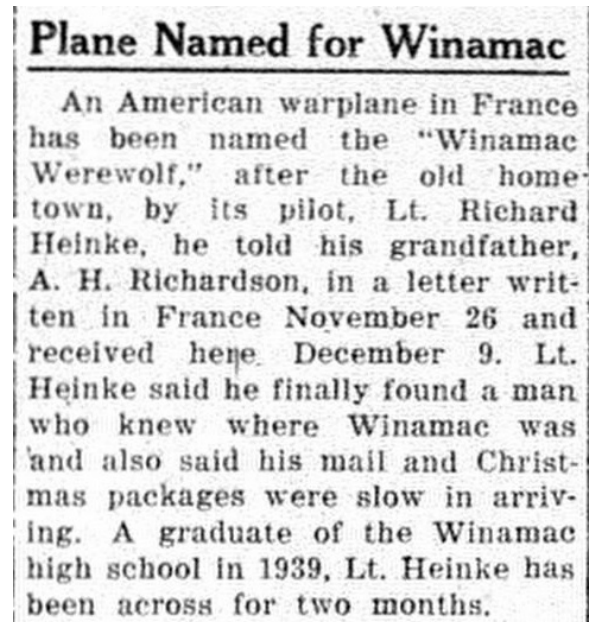 Plane Named for Winamac
An American warplane in France
has been named the "Winamac
Werewolf," after the old home-
town, by its pilot, Lt. Richard
Heinke, he told his grandfather,
A. H. Richardson, in a letter writ-
ten in France November 26 and
received here December 9. Lt.
Heinke said he finally found a man
who knew where Winamac was
and also said his mail and Christ-
mas packages were slow in arriv-
ing. A graduate of the Winamac
high school in 1939, Lt. Heinke has
been across for two months.